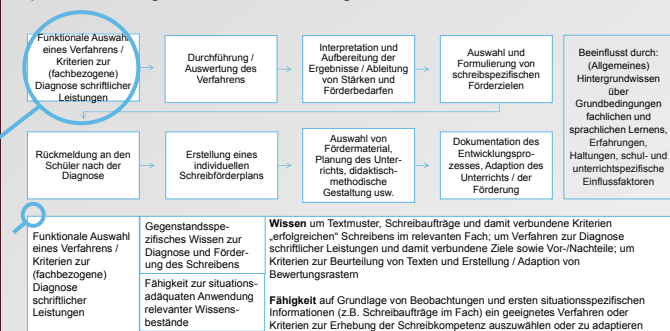 Funktionale Auswahl
eines Verfahrens /
Kriterien zur
(fachbezogene)
Diagnose schriftlicher
Leistungen
Durchführung /
Auswertung des
Verfahrens
Interpretation und
Aufbereitung der
Ergebnisse / Ableitung
von Stärken und
Förderbedarfen
Auswahl und
Formulierung von
schreibspezifischen
Förderzielen
Beeinflusst durch:
(Allgemeines)
Hintergrundwissen
über
Grundbedingungen
fachlichen und
sprachlichen Lernens,
Erfahrungen,
Haltungen, schul- und
unterrichtspezifische
Einflussfaktoren
Rückmeldung an den
Schüler nach der
Diagnose
Erstellung eines
individuellen
Schreibförderplans
Auswahl von
Fördermaterial,
Planung des Unter-
richts, didaktisch-
methodische
Gestaltung usw.
Dokumentation des
Entwicklungspro-
zesses, Adaption des
Unterrichts / der
Förderung
Funktionale Auswahl
eines Verfahrens /
Kriterien zur
(fachbezogene)
Diagnose
schriftlicher
Leistungen
Gegenstandsspe-
zifisches Wissen zur
Diagnose und Förder-
ung des Schreibens
Fähigkeit zur situations-
adäquaten Anwendung
relevanter Wissens-
bestände
Wissen um Textmuster, Schreibaufträge und damit verbundene Kriterien
„erfolgreichen“ Schreibens im relevanten Fach; um Verfahren zur Diagnose
schriftlicher Leistungen und damit verbundene Ziele sowie Vor-/Nachteile; um
Kriterien zur Beurteilung von Texten und Erstellung / Adaption von
Bewertungsrastern
Fähigkeit auf Grundlage von Beobachtungen und ersten situationsspezifischen
Informationen (z.B. Schreibaufträge im Fach) ein geeignetes Verfahren oder
Kriterien zur Erhebung der Schreibkompetenz auszuwählen oder zu adaptieren